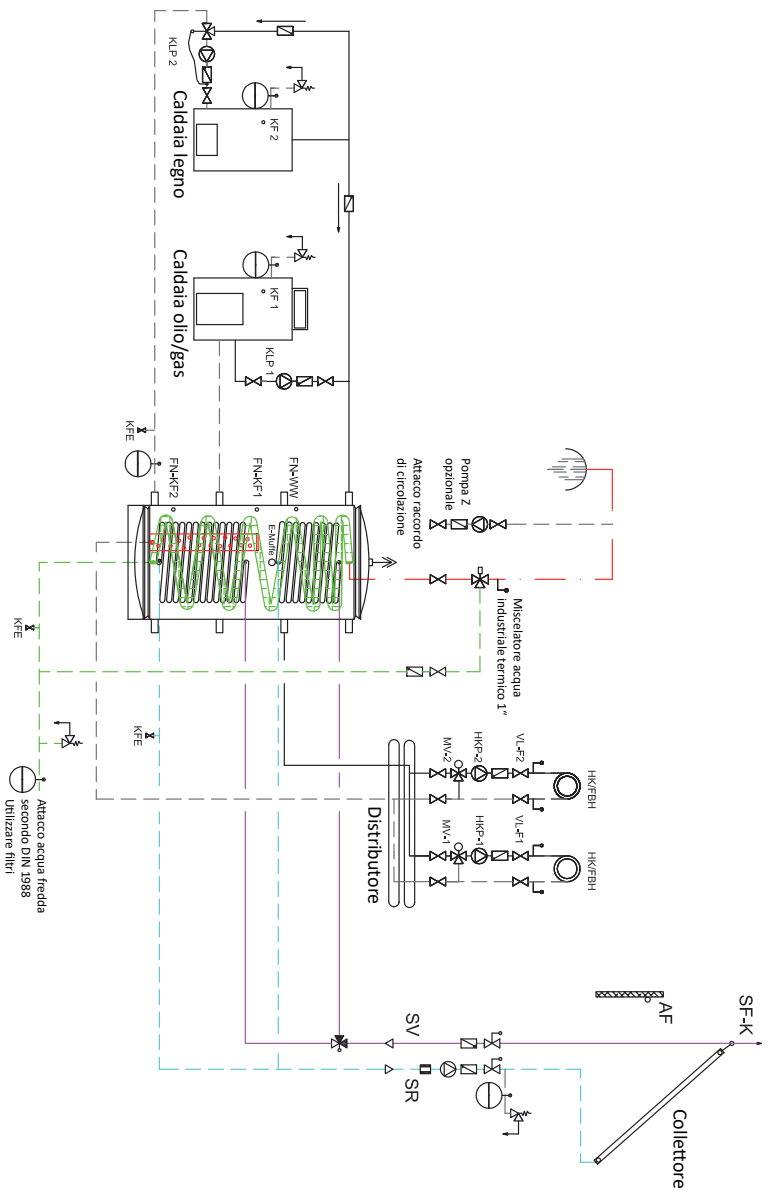 KLP 2
KF 2
Caldaia legno
KF 1
Caldaia olio/gas
KLP 1
KFE
FN-KF2
FN-KF1
FN-WW
E-Muffe
Attacco raccordo
di circolazione
Pompa Z
opzionale
Miscelatore acqua
industriale termico 1“
KFE
KFE
Attacco acqua fredda
secondo DIN 1988
Utilizzare filtri
Distributore
MV-2
HKP-2
VL-F2
HK/FBH
MV-1
HKP-1
VL-F1
HK/FBH
AF
SF-K
SV
SR
Collettore